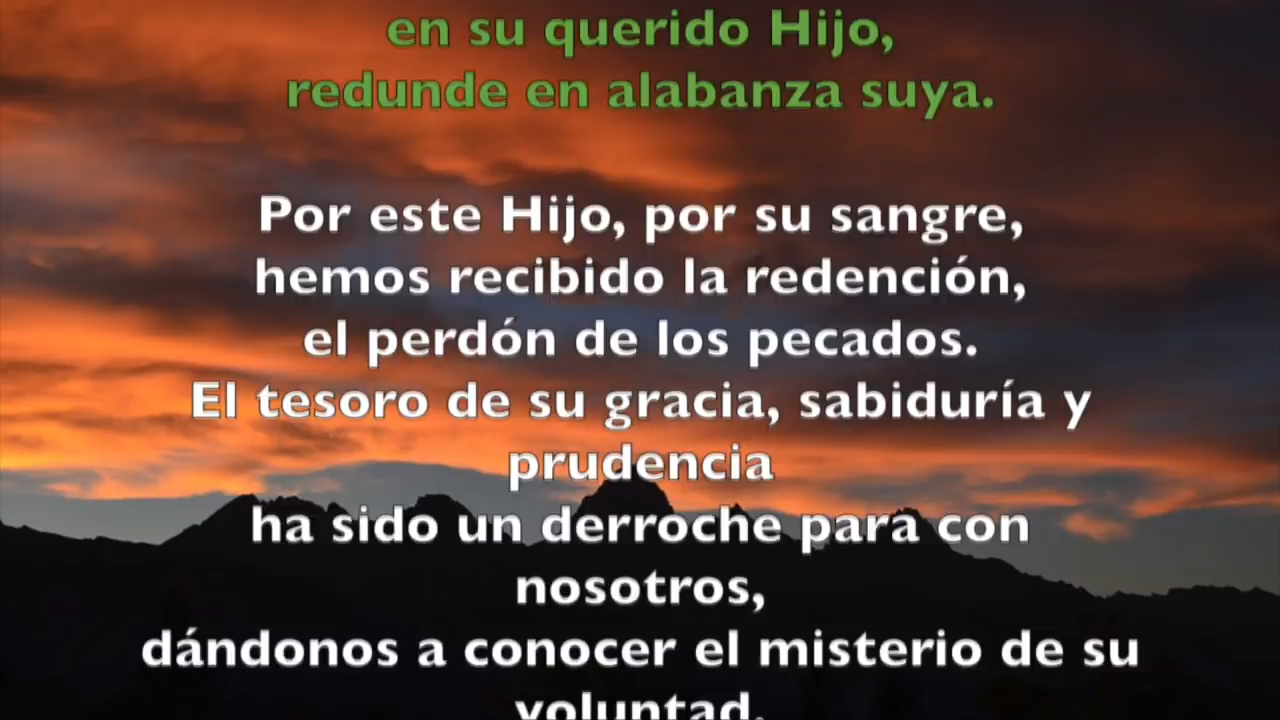 en su querido Hijo,
redunde en alabanza suya.
Por este Hijo, por su sangre,
hemos recibido la redención,
el perdón de los pecados.
El tesoro de su gracia, sabiduría y
prudencia
ha sido un derroche para con
nosotros,
dándonos a conocer el misterio de su
voluntad.